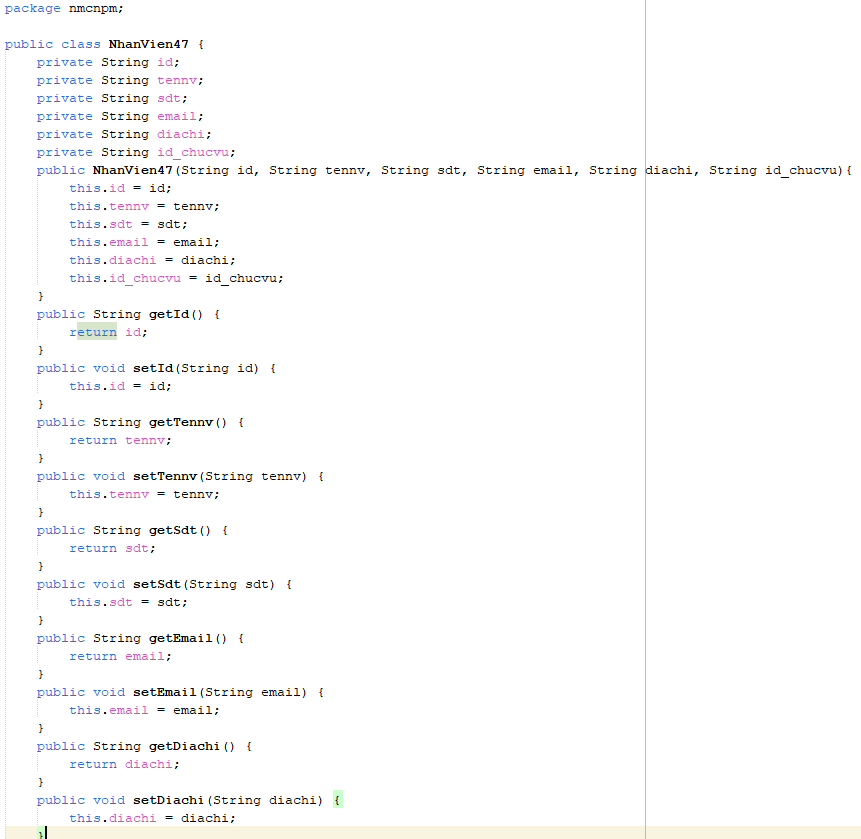 package nmcnpm;
public class NhanVien47 {
private String id;
private String tennv;
private String sdt;
private String email;
private String diachi;
private String id_chucvu;
public NhanVien47(String id, String tennv, String sdt, String email, String diachi, String id_chucvu){
this.id = id;
this.tennv = tennv;
this.sdt = sdt;
this.email = email;
this.diachi = diachi;
this.id_chucvu = id_chucvu;
}
public String getId() {
return id;
}
public void setId(String id) {
this.id = id;
}
public String getTennv() {
return tennv;
}
public void setTennv(String tennv) {
this.tennv = tennv;
}
public String getSdt() {
return sdt;
}
public void setSdt(String sdt) {
this.sdt = sdt;
}
public String getEmail() {
return email;
}
public void setEmail(String email) {
this.email = email;
}
public String getDiachi() {
return diachi;
}
public void setDiachi(String diachi) {
this.diachi = diachi;
}